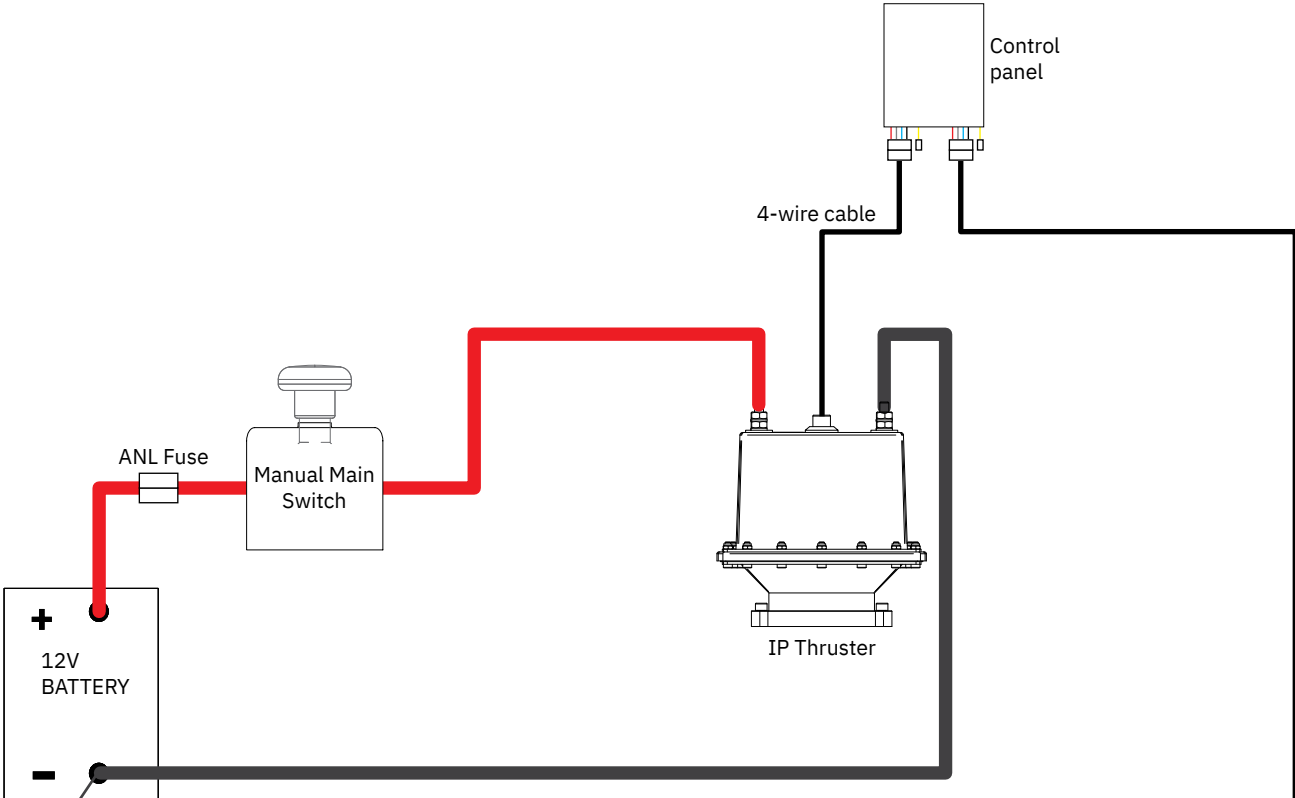 Control
panel
4-wire cable
ANL Fuse
Manual Main
Switch
IP Thruster
+
12V
BATTERY
-